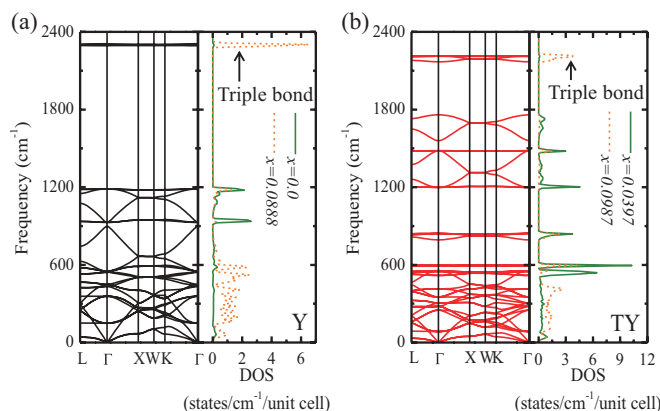 (a)
2400
1800
1200
600
0
Frequency (cm⁻¹)
Triple bond
x=0.0
x=0.0888
Y
L Γ X W K Γ
0 2 4 6
DOS
(states/cm⁻¹/unit cell)
(b)
2400
1800
1200
600
0
Frequency (cm⁻¹)
Triple bond
x=0.0397
x=0.0987
TY
L Γ X W K Γ
0 3 6 9 12
DOS
(states/cm⁻¹/unit cell)